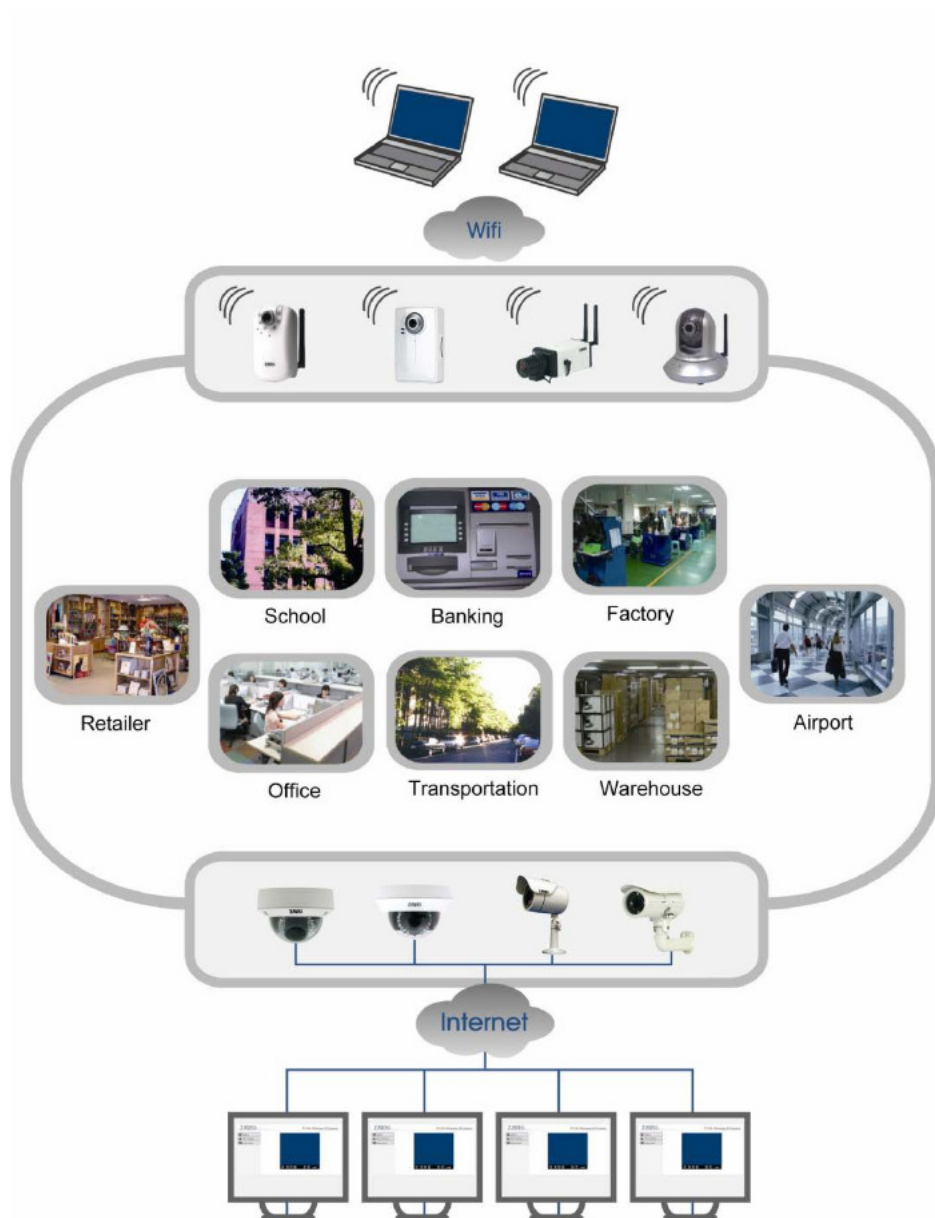 Wifi
School
Banking
Factory
Retailer
Airport
Office
Transportation
Warehouse
Internet